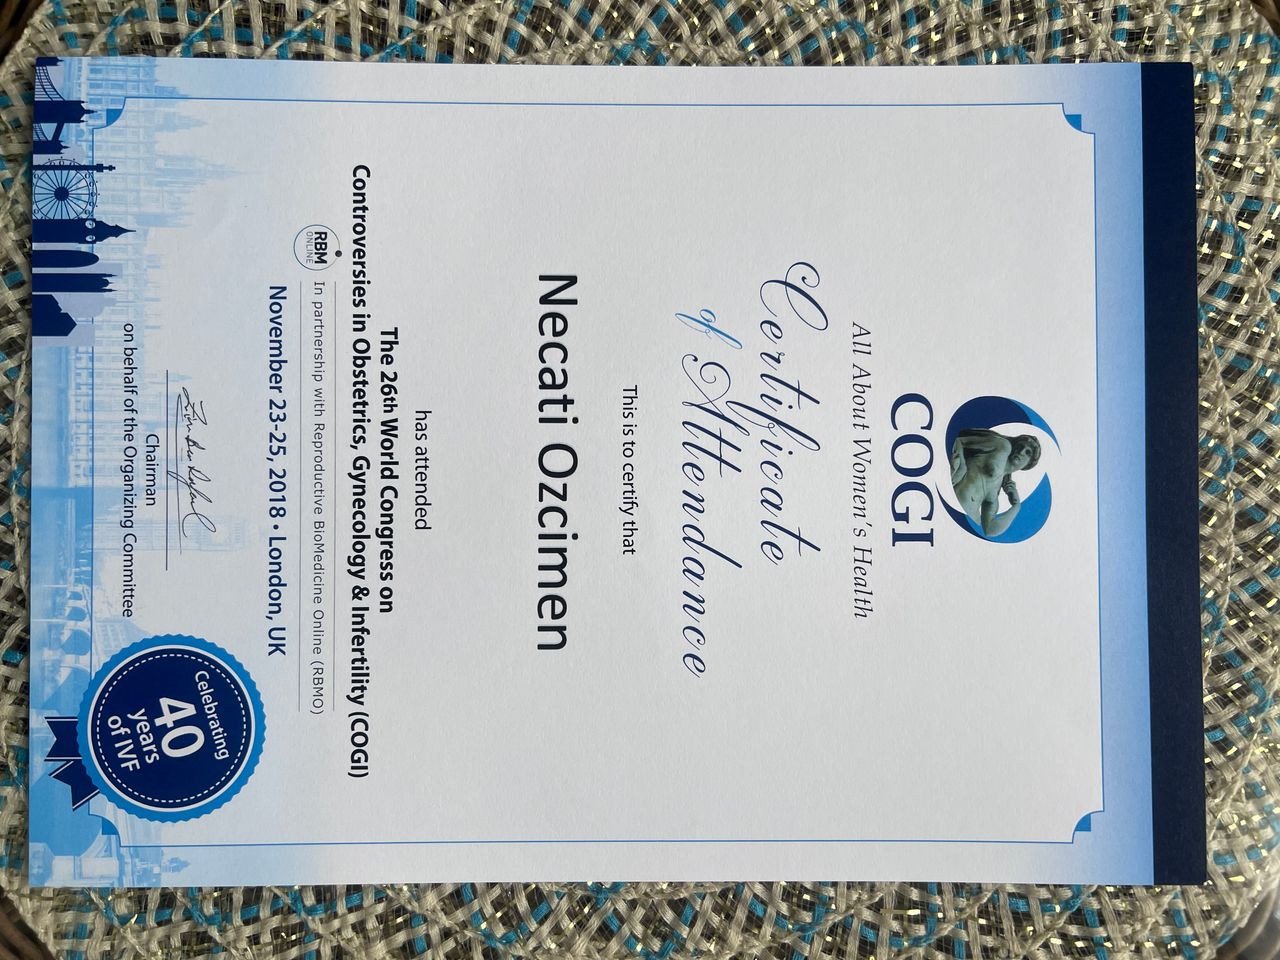 COGI
All About Women's Health
Certificate
of Attendance
This is to certify that
Necati Ozcimen
has attended
The 26th World Congress on
Controversies in Obstetrics, Gynecology & Infertility (COGI)
RBM
ONLINE
In partnership with Reproductive BioMedicine Online (RBMO)
November 23-25, 2018 • London, UK
Chairman
on behalf of the Organizing Committee
Celebrating
40
years
of IVF